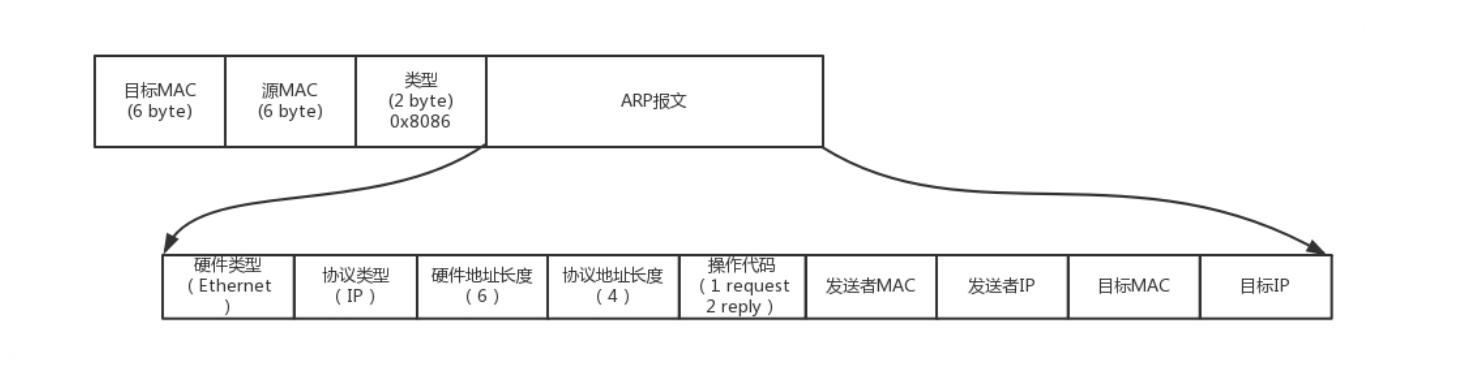 目标MAC
(6 byte)
源MAC
(6 byte)
类型
(2 byte)
0x8086
ARP报文
硬件类型
（Ethernet
）
协议类型
（IP）
硬件地址长度
（6）
协议地址长度
（4）
操作代码
（1 request
2 reply）
发送者MAC
发送者IP
目标MAC
目标IP